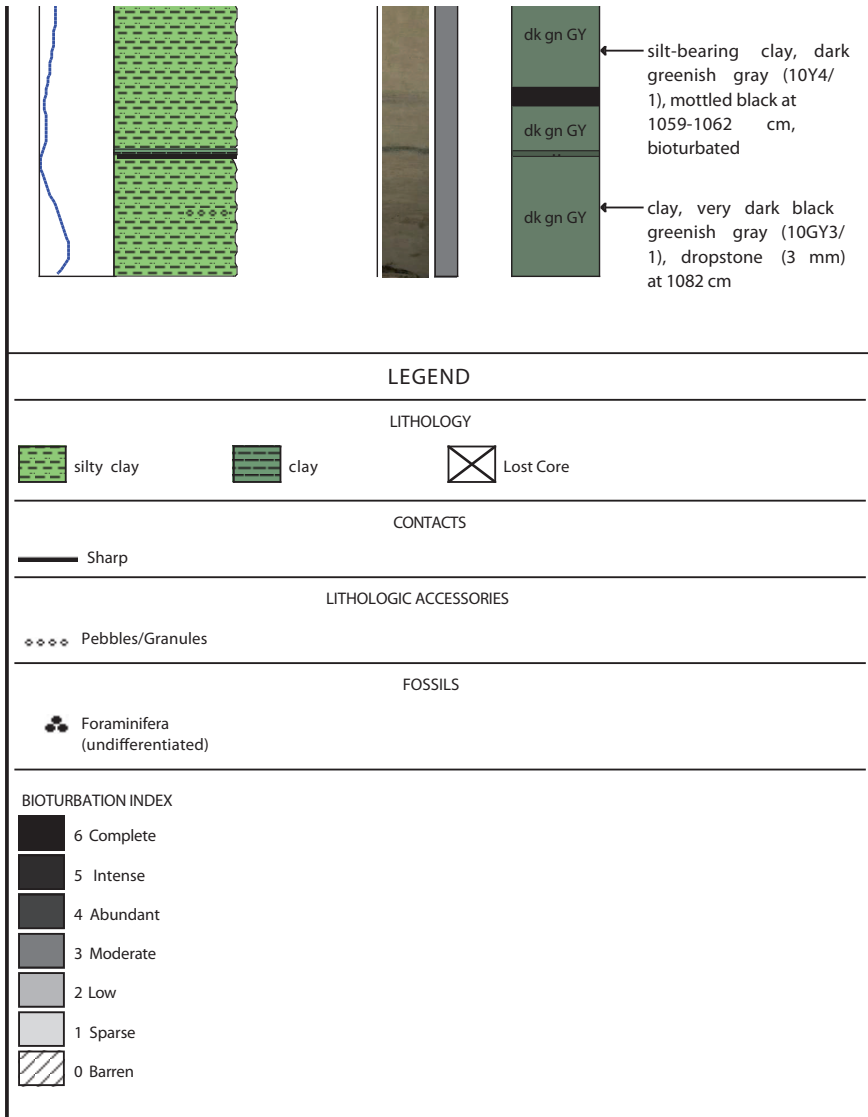 dk gn GY
silt-bearing clay, dark
greenish gray (10Y4/
1), mottled black at
1059-1062 cm,
bioturbated
dk gn GY
clay, very dark black
greenish gray (10GY3/
1), dropstone (3 mm)
at 1082 cm
dk gn GY
LEGEND
LITHOLOGY
silty clay
clay
Lost Core
CONTACTS
Sharp
LITHOLOGIC ACCESSORIES
Pebbles/Granules
FOSSILS
Foraminifera
(undifferentiated)
BIOTURBATION INDEX
6 Complete
5 Intense
4 Abundant
3 Moderate
2 Low
1 Sparse
0 Barren